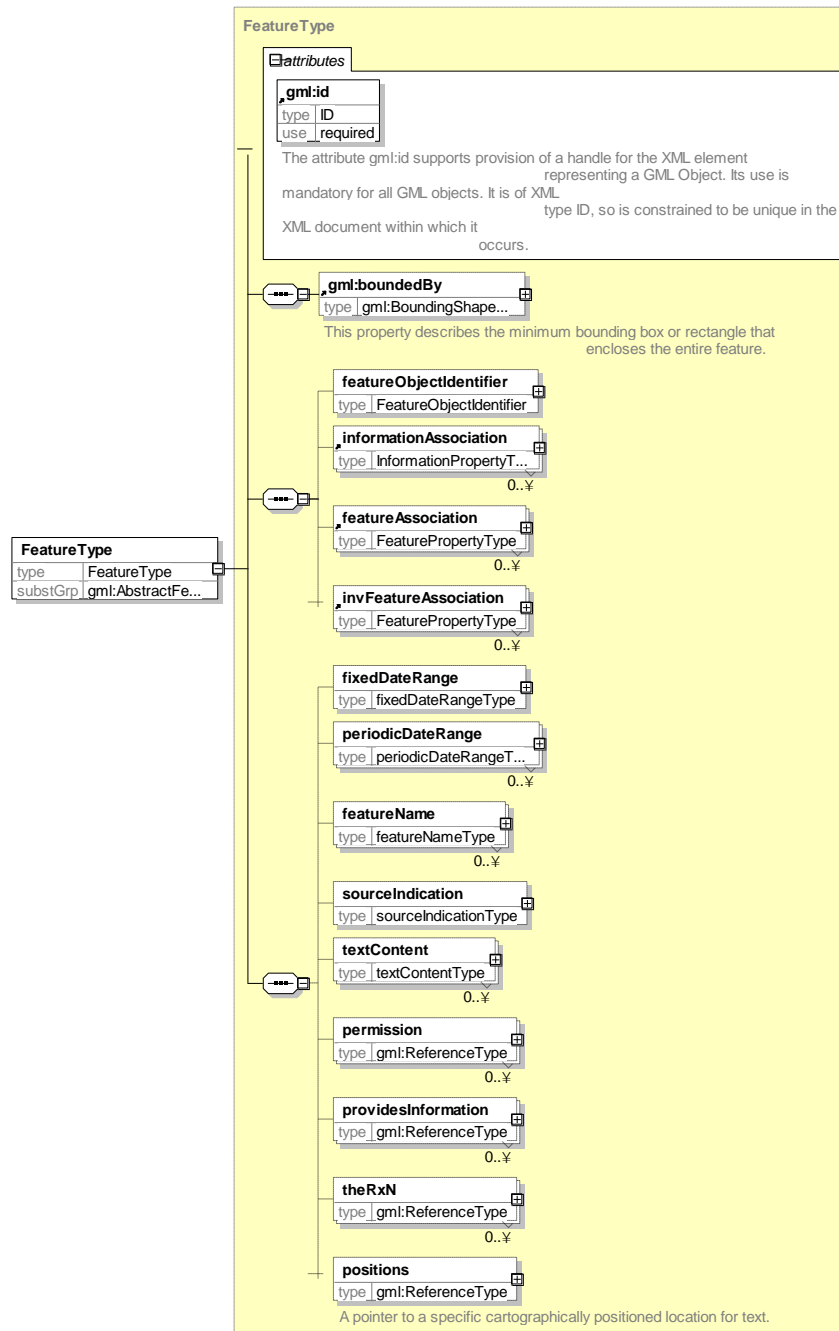 FeatureType
attributes
gml:id
type ID
use required
The attribute gml:id supports provision of a handle for the XML element
representing a GML Object. Its use is
mandatory for all GML objects. It is of XML
type ID, so is constrained to be unique in the
XML document within which it
occurs.
gml:boundedBy
type gml:BoundingShape...
This property describes the minimum bounding box or rectangle that
encloses the entire feature.
featureObjectIdentifier
type FeatureObjectIdentifier
informationAssociation
type InformationPropertyT...
0..¥
featureAssociation
type FeaturePropertyType
0..¥
FeatureType
type FeatureType
substGrp gml:AbstractFe...
invFeatureAssociation
type FeaturePropertyType
0..¥
fixedDateRange
type fixedDateRangeType
periodicDateRange
type periodicDateRangeT...
0..¥
featureName
type featureNameType
0..¥
sourceIndication
type sourceIndicationType
textContent
type textContentType
0..¥
permission
type gml:ReferenceType
0..¥
providesInformation
type gml:ReferenceType
0..¥
theRxN
type gml:ReferenceType
0..¥
positions
type gml:ReferenceType
A pointer to a specific cartographically positioned location for text.